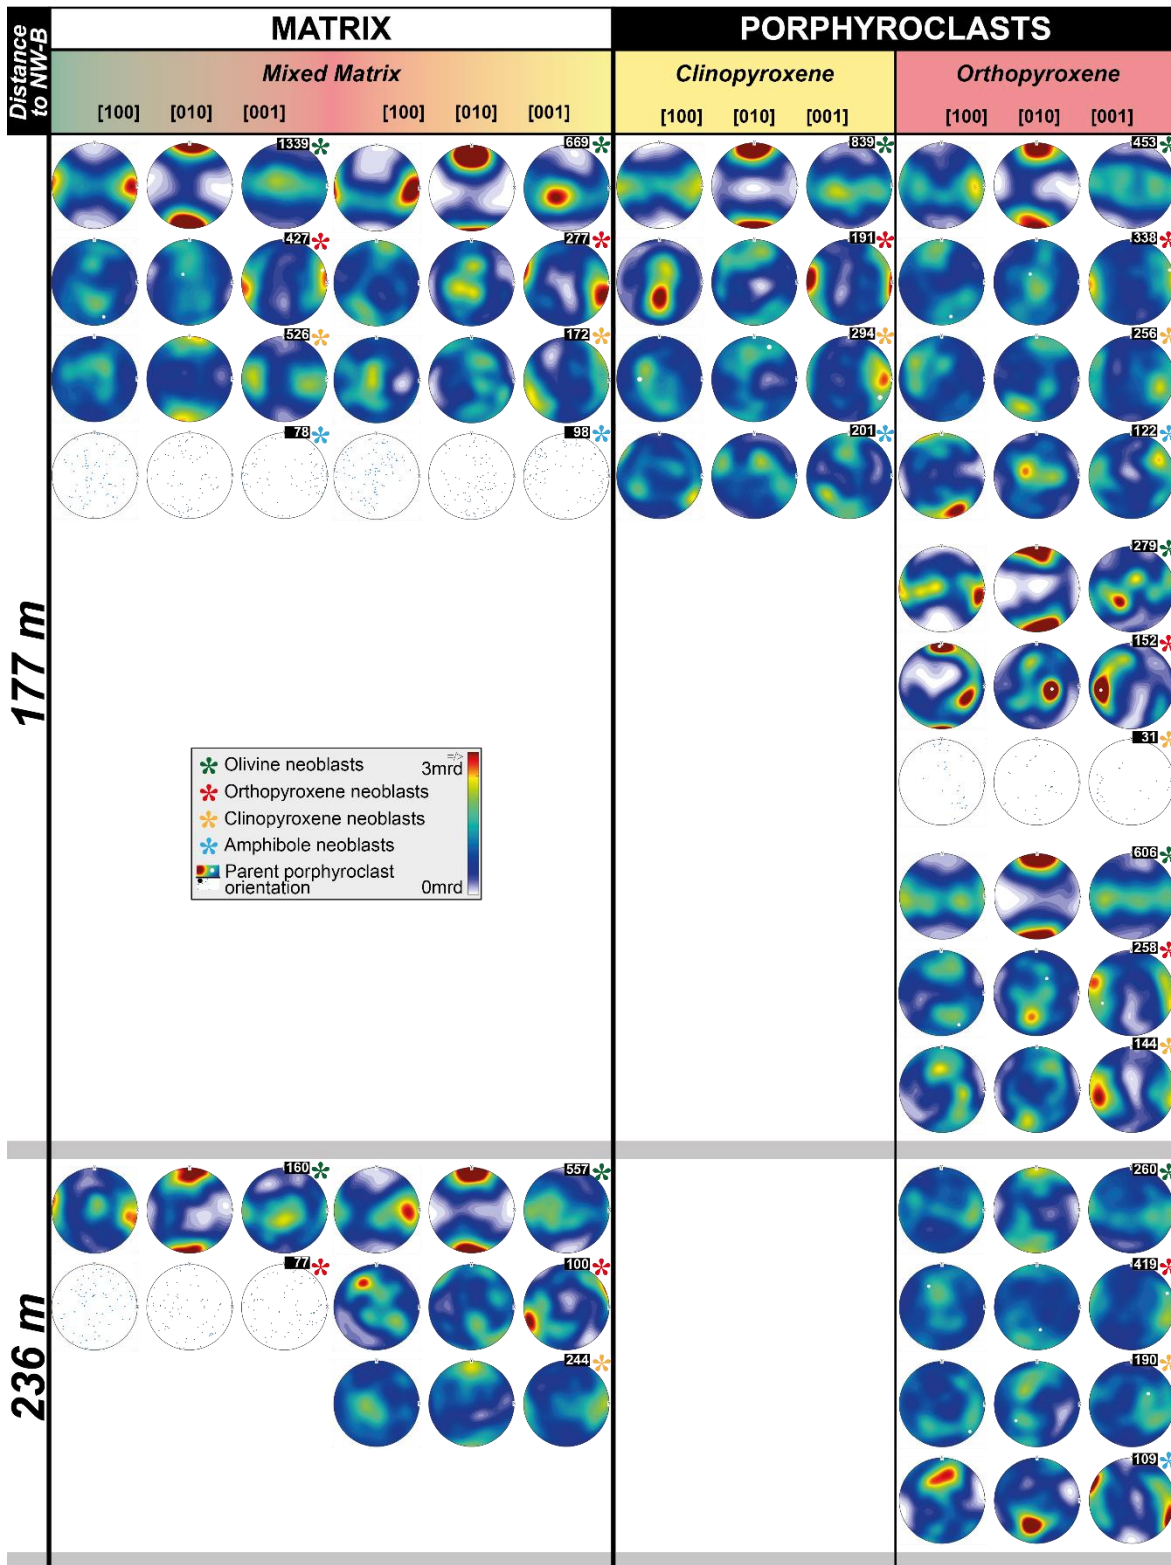 Distance to NW-B
MATRIX
PORPHYROCLASTS
Mixed Matrix
Clinopyroxene
Orthopyroxene
[100] [010] [001] [100] [010] [001] [100] [010] [001] [100] [010] [001]
177 m
1339 669 839 453
427 277 191 338
526 172 294 256
78 98 201 122
279
152
31
606
258
144
Olivine neoblasts
Orthopyroxene neoblasts
Clinopyroxene neoblasts
Amphibole neoblasts
Parent porphyroclast
orientation
=/>
3mrd
0mrd
236 m
160 557 260
77 100 419
244 190
109